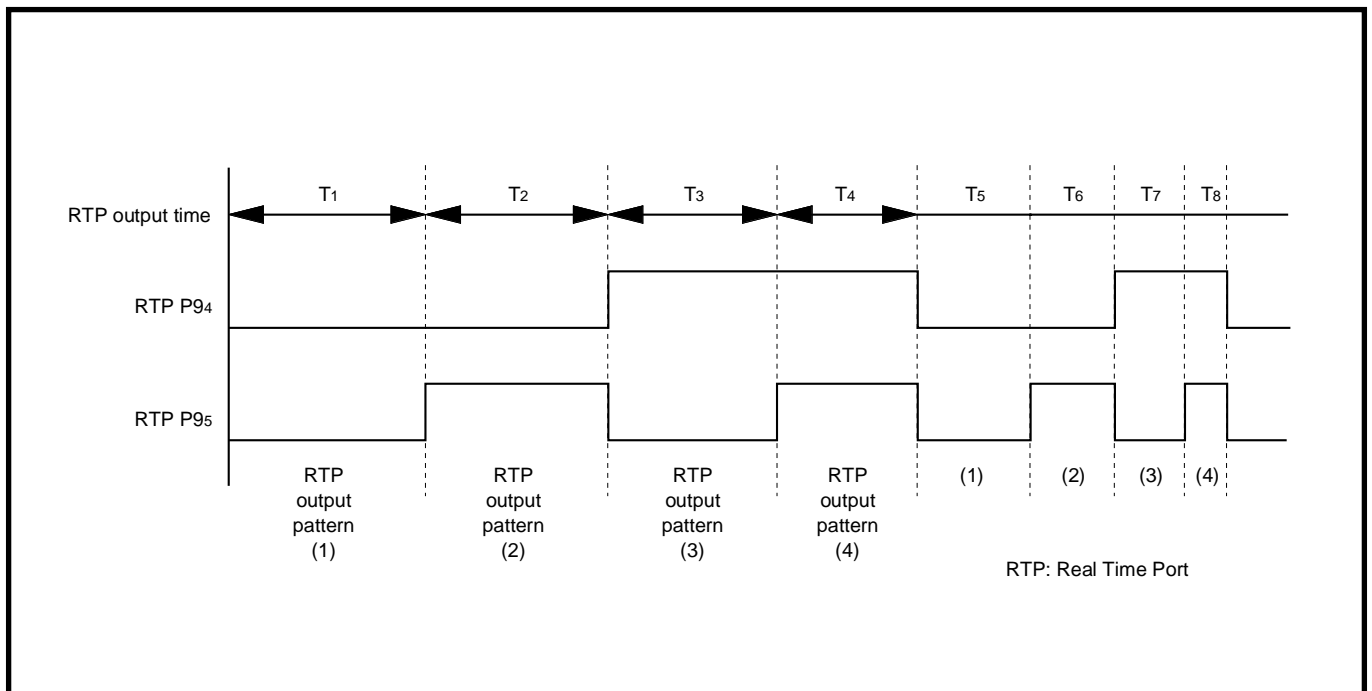 T1 T2 T3 T4 T5 T6 T7 T8
RTP output time
RTP P94
RTP P95
RTP output pattern (1)
RTP output pattern (2)
RTP output pattern (3)
RTP output pattern (4)
(1) (2) (3) (4)
RTP: Real Time Port